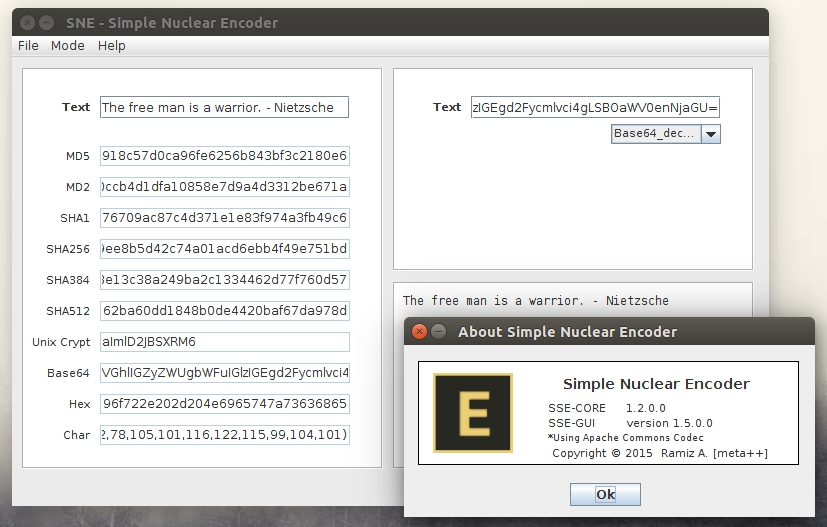 SNE - Simple Nuclear Encoder
File Mode Help
Text The free man is a warrior. - Nietzsche
MD5 918c57d0ca96fe6256b843bf3c2180e6
MD2 0ccb4d1dfa10858e7d9a4d3312be671a
SHA1 76709ac87c4d371e1e83f974a3fb49c6
SHA256 9ee8b5d42c74a01acd6ebb4f49e751bd
SHA384 3e13c38a249ba2c1334462d77f760d57
SHA512 62ba60dd1848b0de4420baf67da978d
Unix Crypt aImlD2JBSXRM6
Base64 VGhlIGZyZWUgbWFuIGlzIGEgd2Fycmlvci4
Hex 96f722e202d204e6965747a73636865
Char 2,78,105,101,116,122,115,99,104,101)
Text zIGEgd2Fycmlvci4gLSBOaWV0enNjaGU=
Base64_dec...
The free man is a warrior. - Nietzsche
About Simple Nuclear Encoder
E
Simple Nuclear Encoder
SSE-CORE 1.2.0.0
SSE-GUI version 1.5.0.0
*Using Apache Commons Codec
Copyright © 2015 Ramiz A. [meta++]
Ok